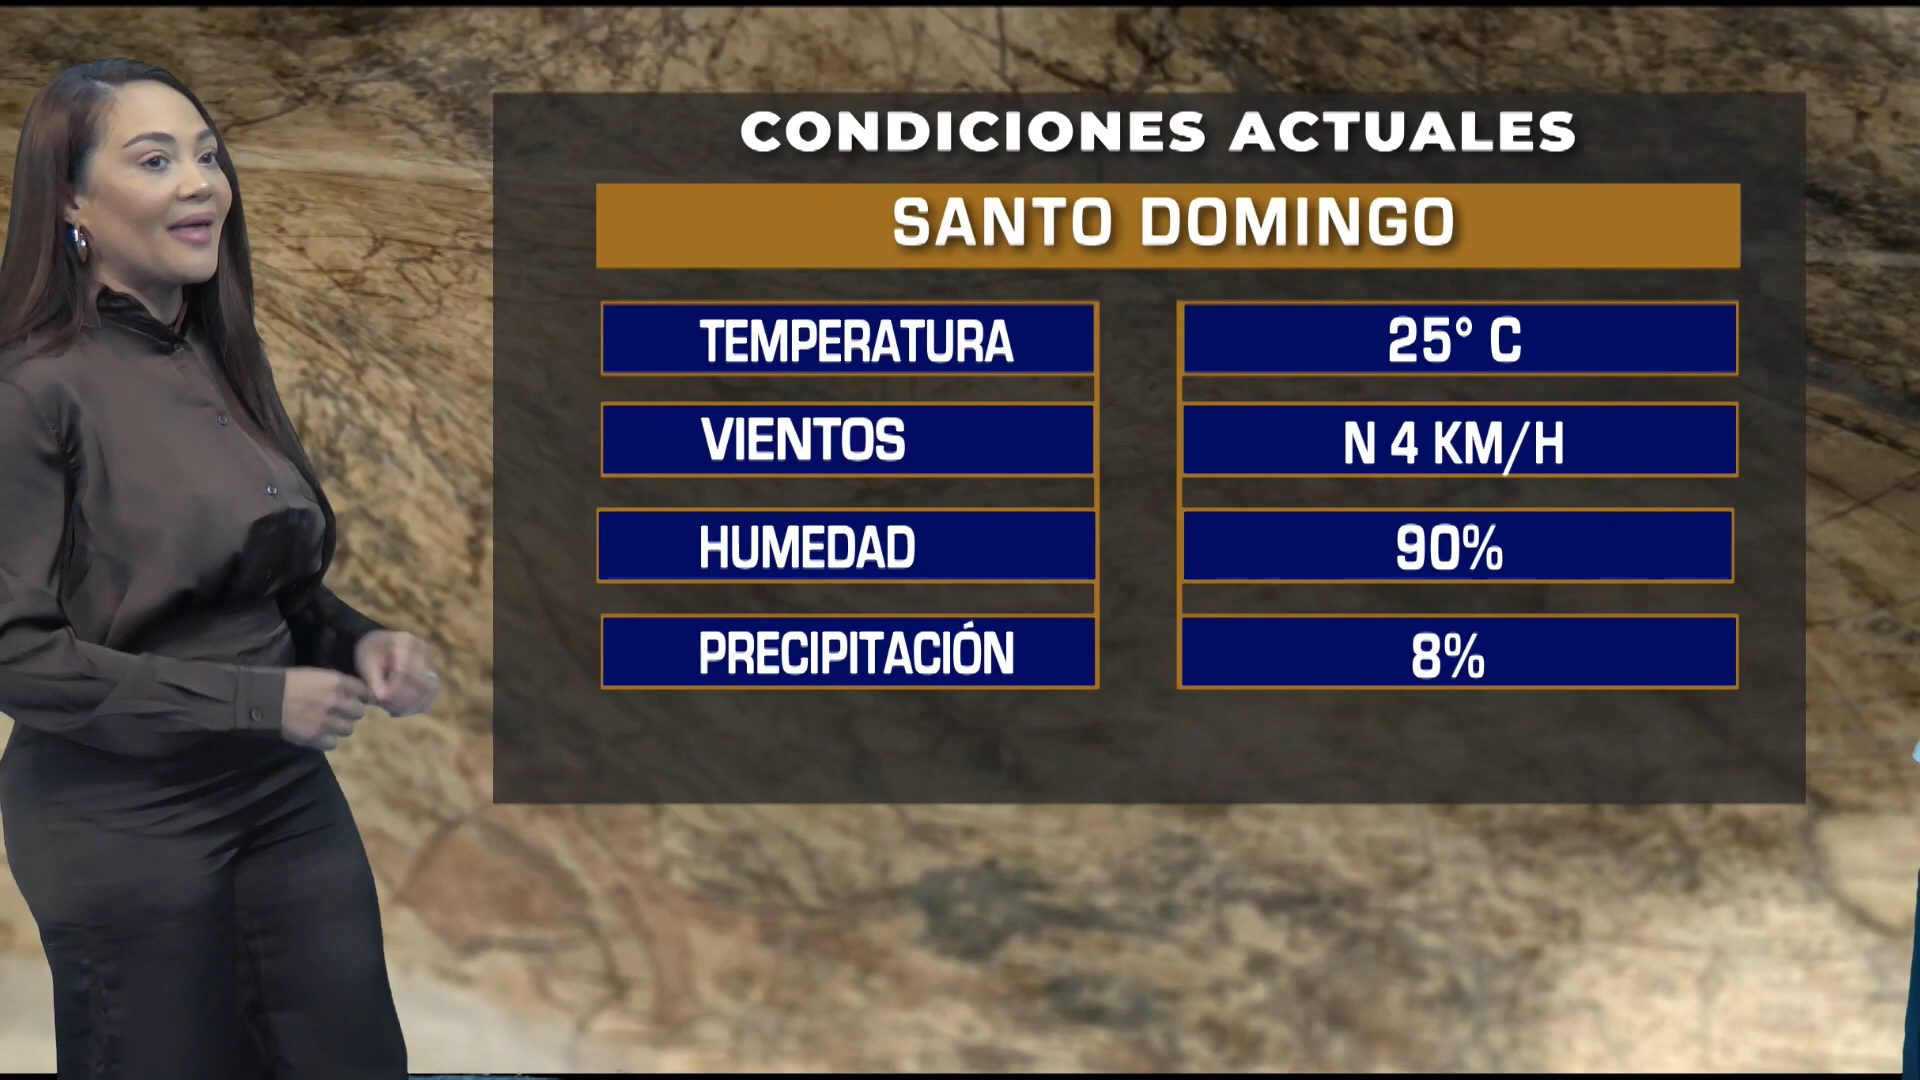 CONDICIONES ACTUALES
SANTO DOMINGO
TEMPERATURA 25° C
VIENTOS N 4 KM/H
HUMEDAD 90%
PRECIPITACIÓN 8%